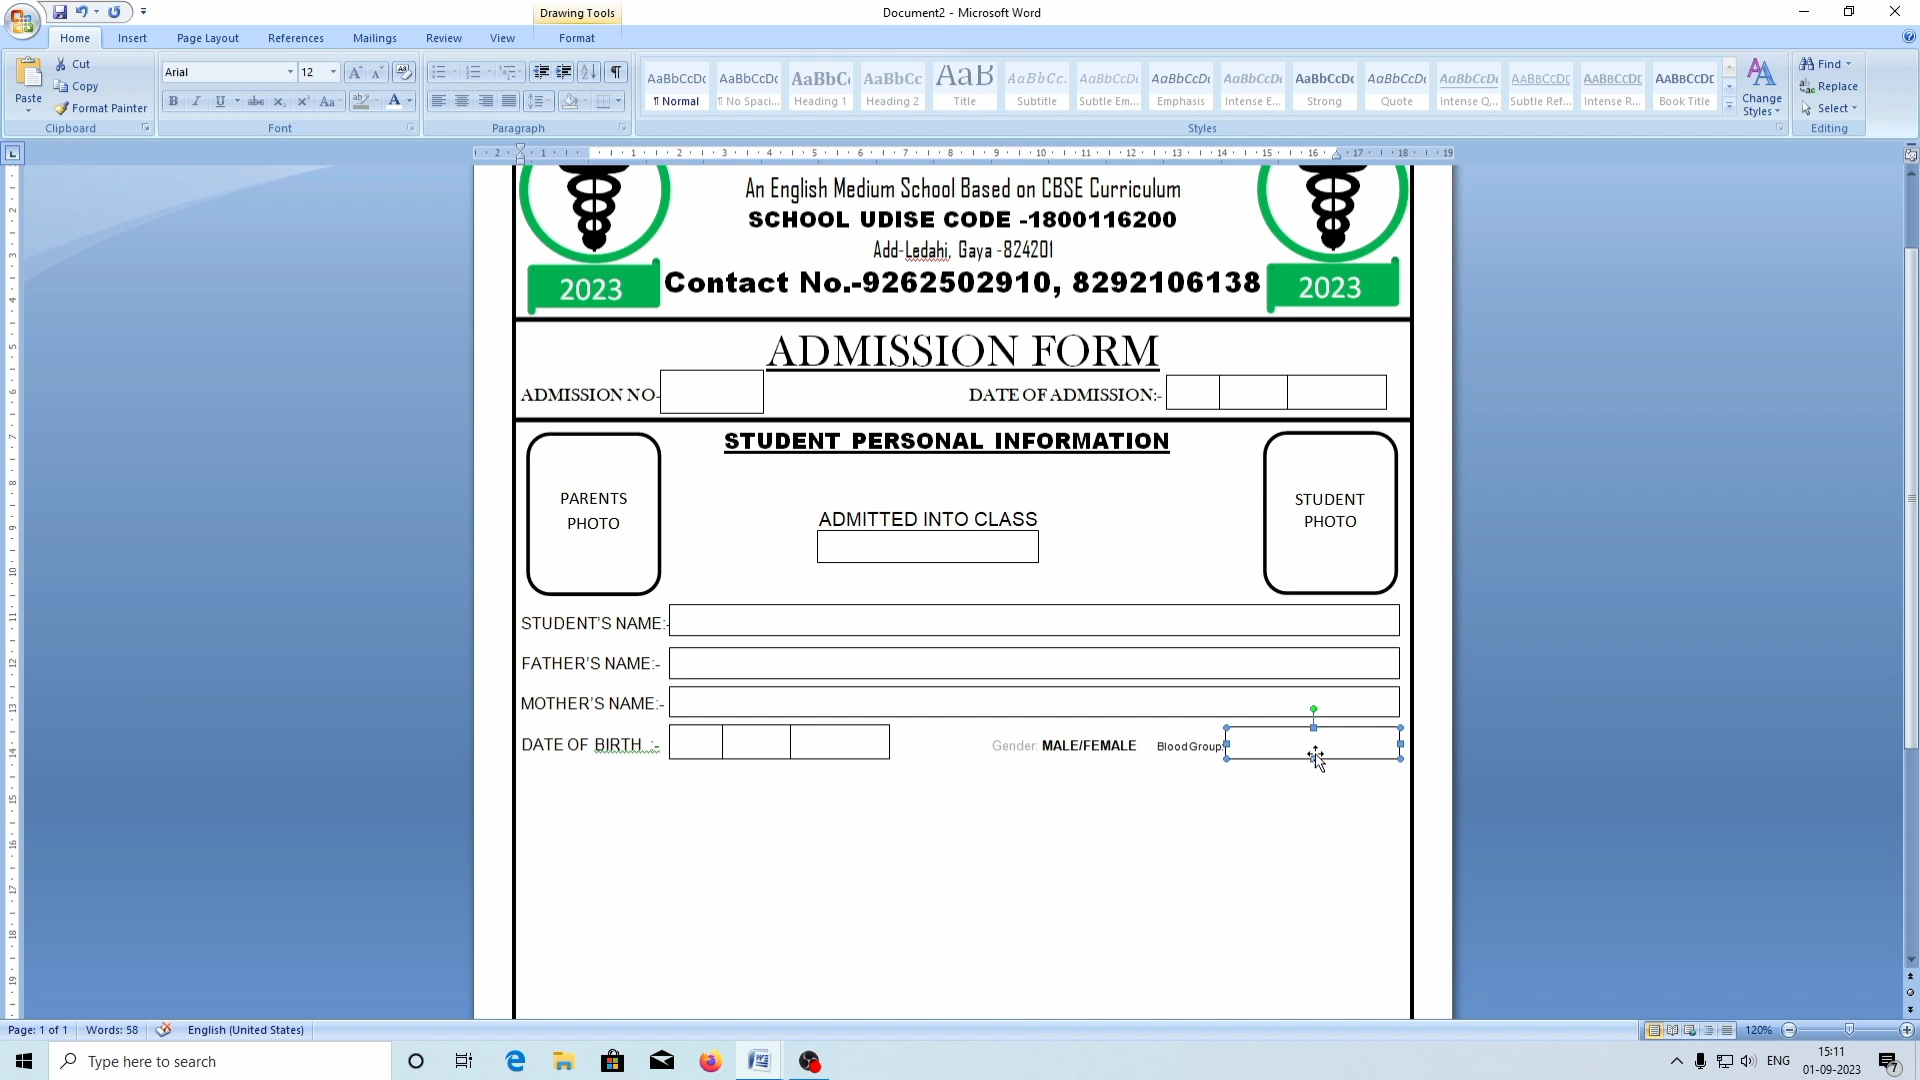 Drawing Tools
Document2 - Microsoft Word
Home Insert Page Layout References Mailings Review View Format
Paste
Cut
Copy
Format Painter
Clipboard
Arial 12
Font
Paragraph
AaBbCcDc AaBbCcDc AaBbC AaBbCc AaB AaBbCc. AaBbCcDc AaBbCcDc AaBbCcDc AaBbCcDc AaBbCcDc AaBbCcDc AaBbCcDc AaBbCcDc AaBbCcDc
¶ Normal ¶ No Spaci... Heading 1 Heading 2 Title Subtitle Subtle Em... Emphasis Intense E... Strong Quote Intense Q... Subtle Ref... Intense R... Book Title
Change Styles
Styles
Find
Replace
Select
Editing
An English Medium School Based on CBSE Curriculum
SCHOOL UDISE CODE -1800116200
Add-Ledahi, Gaya -824201
Contact No.-9262502910, 8292106138
2023
2023
ADMISSION FORM
ADMISSION NO-
DATE OF ADMISSION:-
STUDENT PERSONAL INFORMATION
PARENTS
PHOTO
ADMITTED INTO CLASS
STUDENT
PHOTO
STUDENT’S NAME:-
FATHER’S NAME:-
MOTHER’S NAME:-
DATE OF BIRTH :-
Gender: MALE/FEMALE
Blood Group:
Page: 1 of 1 Words: 58 English (United States) 120%
Type here to search
ENG
15:11
01-09-2023
7